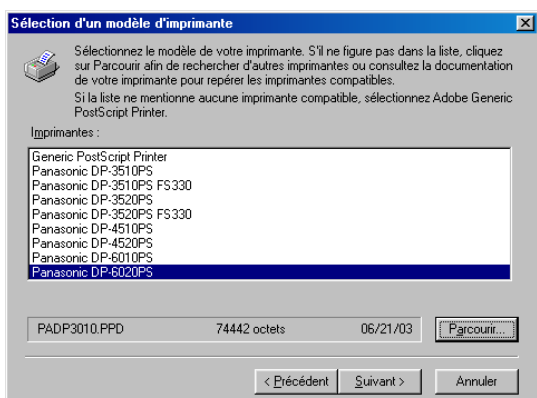 Sélection d'un modèle d'imprimante
Sélectionnez le modèle de votre imprimante. S'il ne figure pas dans la liste, cliquez
sur Parcourir afin de rechercher d'autres imprimantes ou consultez la documentation
de votre imprimante pour repérer les imprimantes compatibles.
Si la liste ne mentionne aucune imprimante compatible, sélectionnez Adobe Generic
PostScript Printer.
Imprimantes :
Generic PostScript Printer
Panasonic DP-3510PS
Panasonic DP-3510PS FS330
Panasonic DP-3520PS
Panasonic DP-3520PS FS330
Panasonic DP-4510PS
Panasonic DP-4520PS
Panasonic DP-6010PS
Panasonic DP-6020PS
PADP3010.PPD 74442 octets 06/21/03 Parcourir...
< Précédent Suivant > Annuler